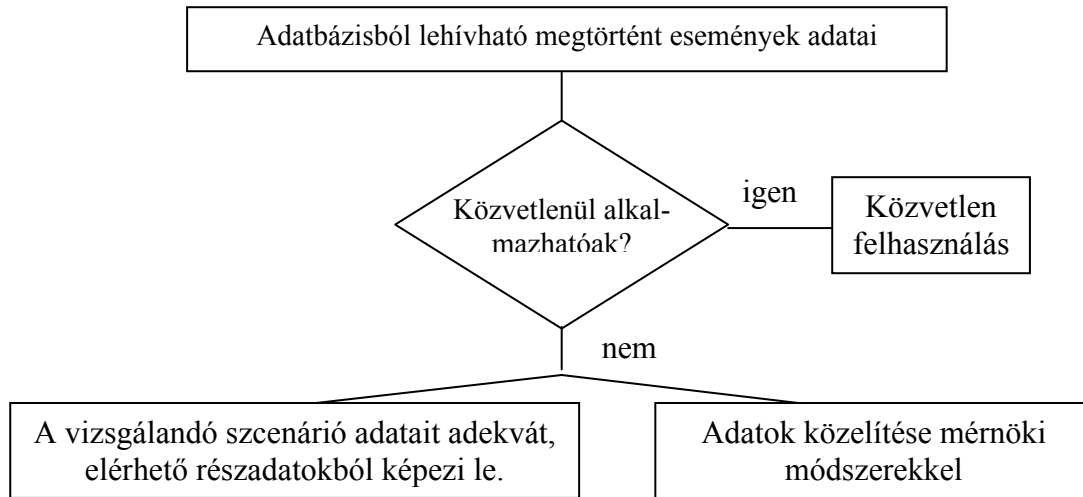 Adatbázisból lehívható megtörtént események adatai
Közvetlenül alkal-
mazhatóak?
igen
Közvetlen
felhasználás
nem
A vizsgálandó szcenárió adatait adekvát,
elérhető részadatokból képezi le.
Adatok közelítése mérnöki
módszerekkel